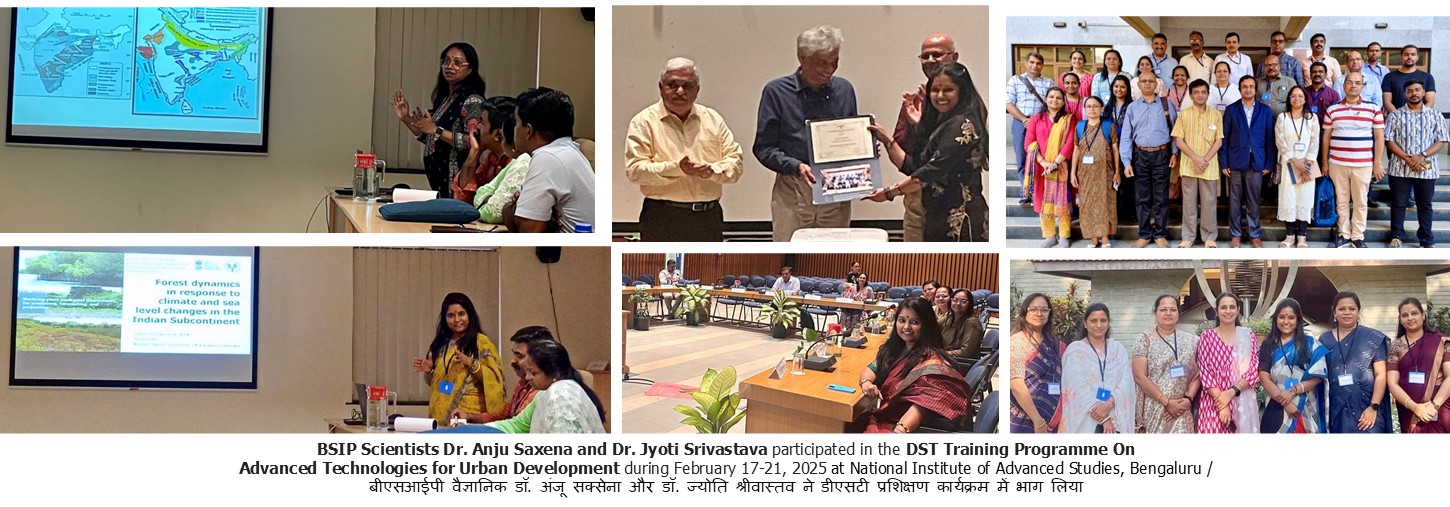 Forest dynamics
in response to
climate and sea
level changes in the
Indian Subcontinent
BSIP Scientists Dr. Anju Saxena and Dr. Jyoti Srivastava participated in the DST Training Programme On
Advanced Technologies for Urban Development during February 17-21, 2025 at National Institute of Advanced Studies, Bengaluru /
बीएसआईपी वैज्ञानिक डॉ. अंजू सक्सेना और डॉ. ज्योति श्रीवास्तव ने डीएसटी प्रशिक्षण कार्यक्रम में भाग लिया